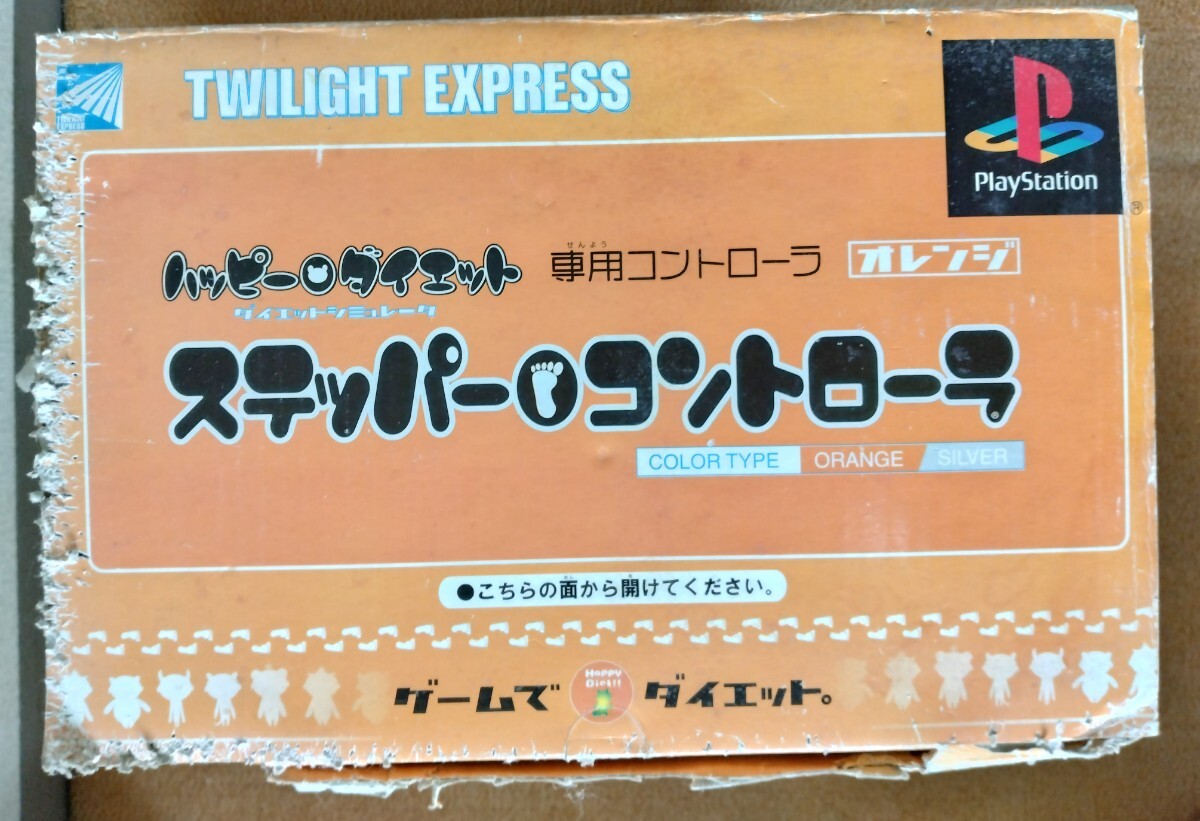 TWILIGHT EXPRESS
TWILIGHT
EXPRESS
PlayStation
®
せんよう
ハッピーダイエット 専用コントローラ オレンジ
ダイエットシミュレータ
ステッパーコントローラ
®
COLOR TYPE ORANGE SILVER
●こちらの面から開けてください。
ゲームで Happy Diet!! ダイエット。